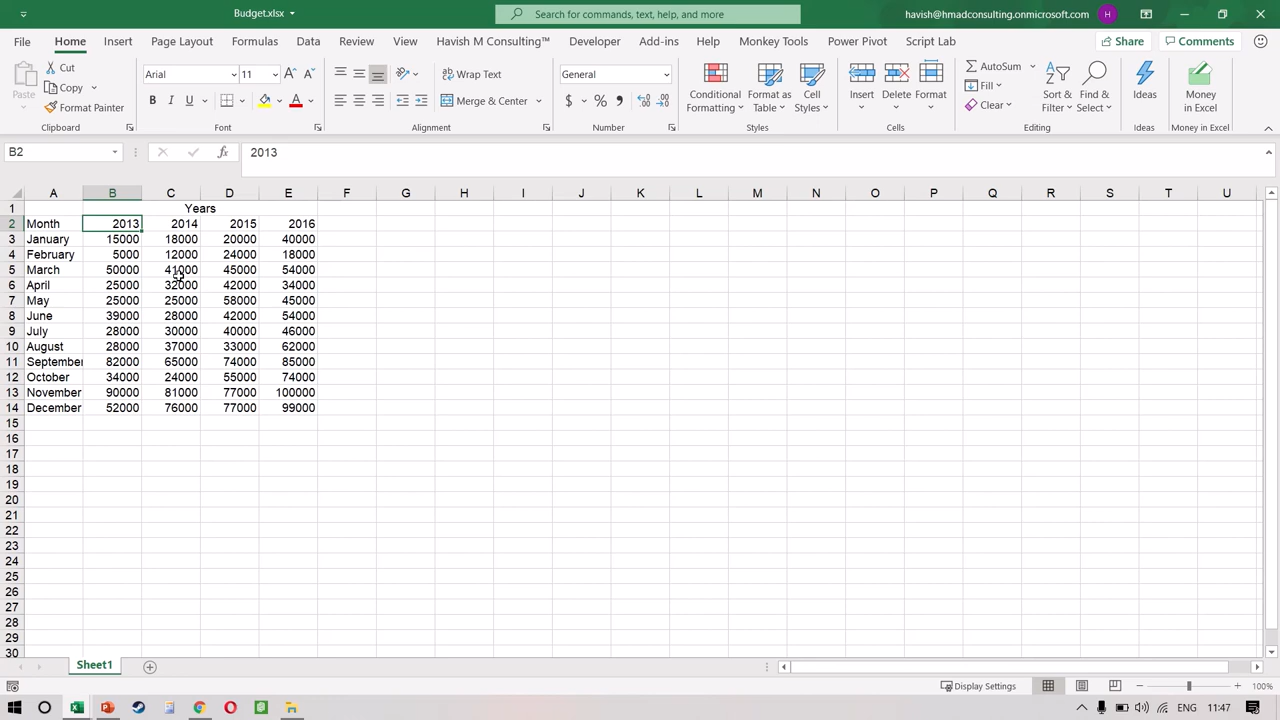 Budget.xlsx
Search for commands, text, help, and more
havish@hmadconsulting.onmicrosoft.com H
File Home Insert Page Layout Formulas Data Review View Havish M Consulting™ Developer Add-ins Help Monkey Tools Power Pivot Script Lab Share Comments
Paste
Cut
Copy
Format Painter
Clipboard
Arial 11 A A
B I U A
Font
Wrap Text
Merge & Center
Alignment
General
$ % ,
Number
Conditional Formatting
Format as Table
Cell Styles
Styles
Insert Delete Format
Cells
AutoSum
Fill
Clear
Sort & Filter
Find & Select
Editing
Ideas
Ideas
Money in Excel
Money in Excel
B2 fx 2013
A B C D E F G H I J K L M N O P Q R S T U
1 Years
2 Month 2013 2014 2015 2016
3 January 15000 18000 20000 40000
4 February 5000 12000 24000 18000
5 March 50000 41000 45000 54000
6 April 25000 32000 42000 34000
7 May 25000 25000 58000 45000
8 June 39000 28000 42000 54000
9 July 28000 30000 40000 46000
10 August 28000 37000 33000 62000
11 September 82000 65000 74000 85000
12 October 34000 24000 55000 74000
13 November 90000 81000 77000 100000
14 December 52000 76000 77000 99000
15
16
17
18
19
20
21
22
23
24
25
26
27
28
29
30
Sheet1
Display Settings 100%
ENG 11:47